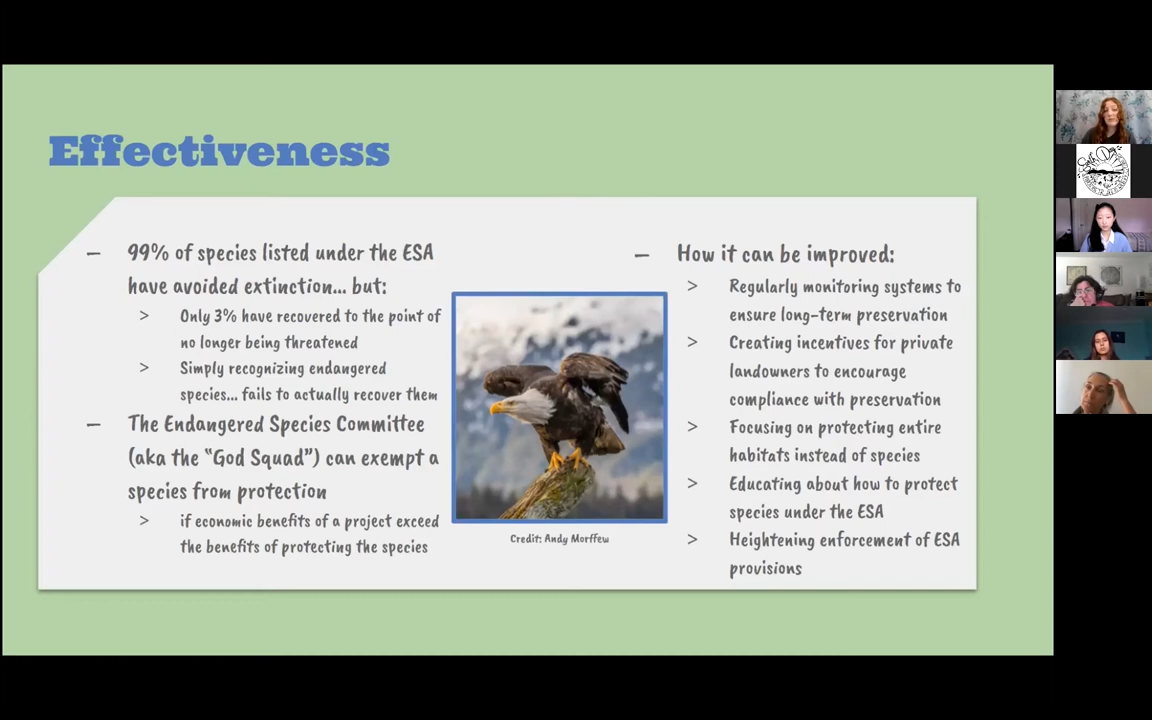 Effectiveness
– 99% of species listed under the ESA
have avoided extinction... but:
> Only 3% have recovered to the point of
no longer being threatened
> Simply recognizing endangered
species... fails to actually recover them
– The Endangered Species Committee
(aka the “God Squad”) can exempt a
species from protection
> if economic benefits of a project exceed
the benefits of protecting the species
Credit: Andy Morffew
– How it can be improved:
> Regularly monitoring systems to
ensure long-term preservation
> Creating incentives for private
landowners to encourage
compliance with preservation
> Focusing on protecting entire
habitats instead of species
> Educating about how to protect
species under the ESA
> Heightening enforcement of ESA
provisions